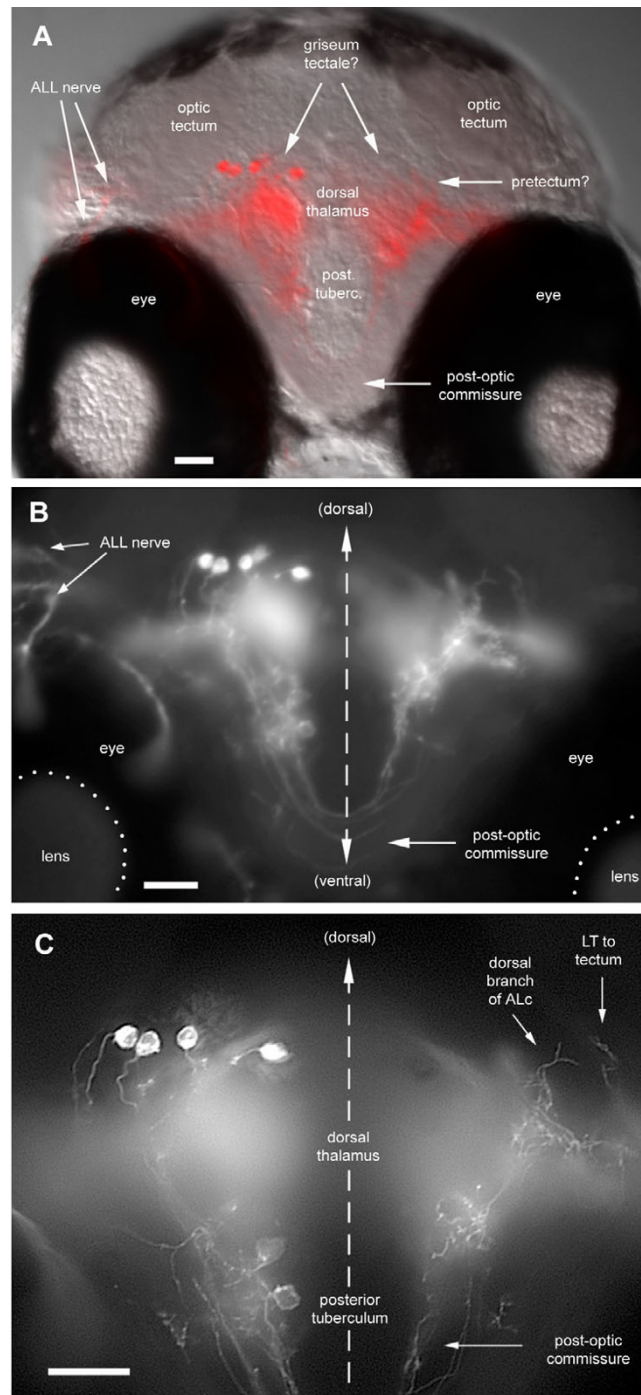 A
griseum
tectale?
ALL nerve
optic
tectum
optic
tectum
pretectum?
dorsal
thalamus
post.
tuberc.
eye
eye
post-optic
commissure
B
(dorsal)
ALL nerve
eye
eye
lens
post-optic
commissure
lens
(ventral)
C
(dorsal)
dorsal
branch
of ALc
LT to
tectum
dorsal
thalamus
posterior
tuberculum
post-optic
commissure